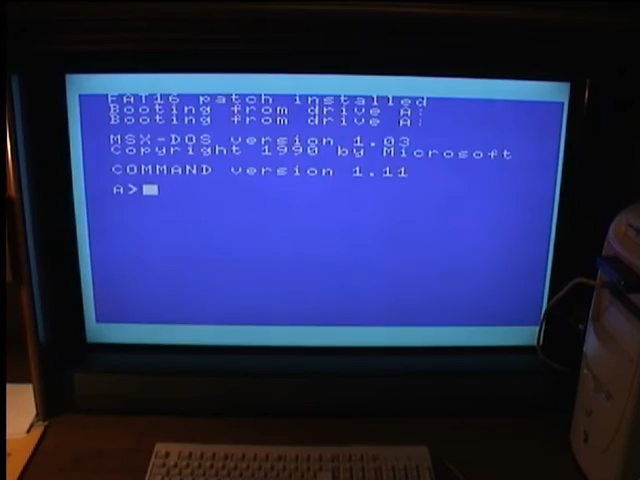 FAT16 patch installed
Booting from drive A:
Booting from drive A:
MSX-DOS version 1.03
Copyright 1990 by Microsoft
COMMAND version 1.11
A>